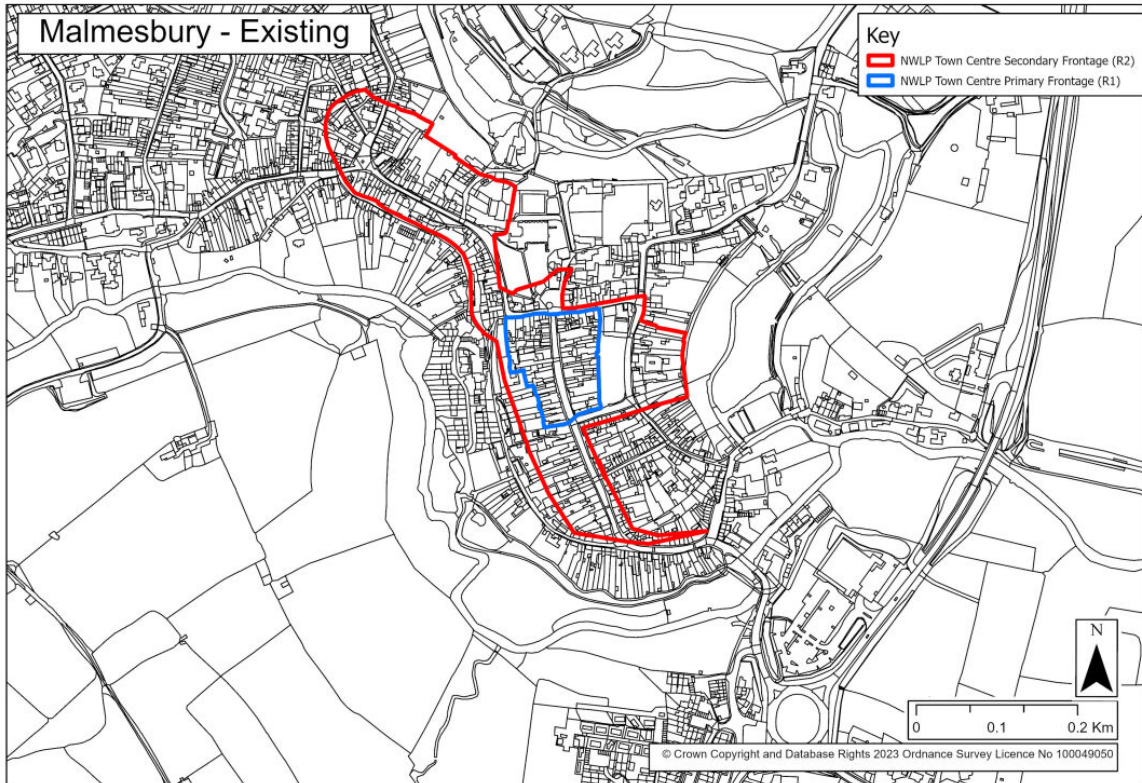 Malmesbury - Existing
Key
NWLP Town Centre Secondary Frontage (R2)
NWLP Town Centre Primary Frontage (R1)
N
0 0.1 0.2 Km
© Crown Copyright and Database Rights 2023 Ordnance Survey Licence No 100049050